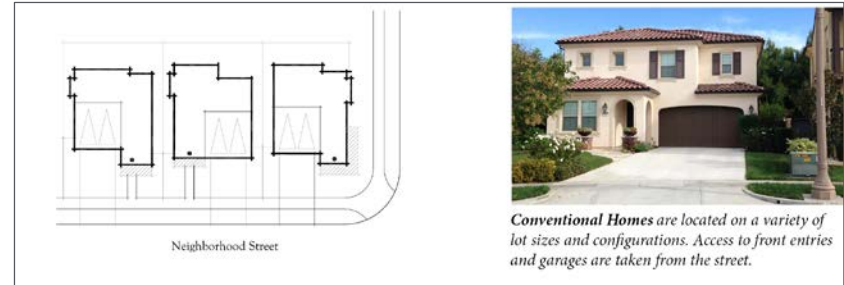 Neighborhood Street
Conventional Homes are located on a variety of
lot sizes and configurations. Access to front entries
and garages are taken from the street.